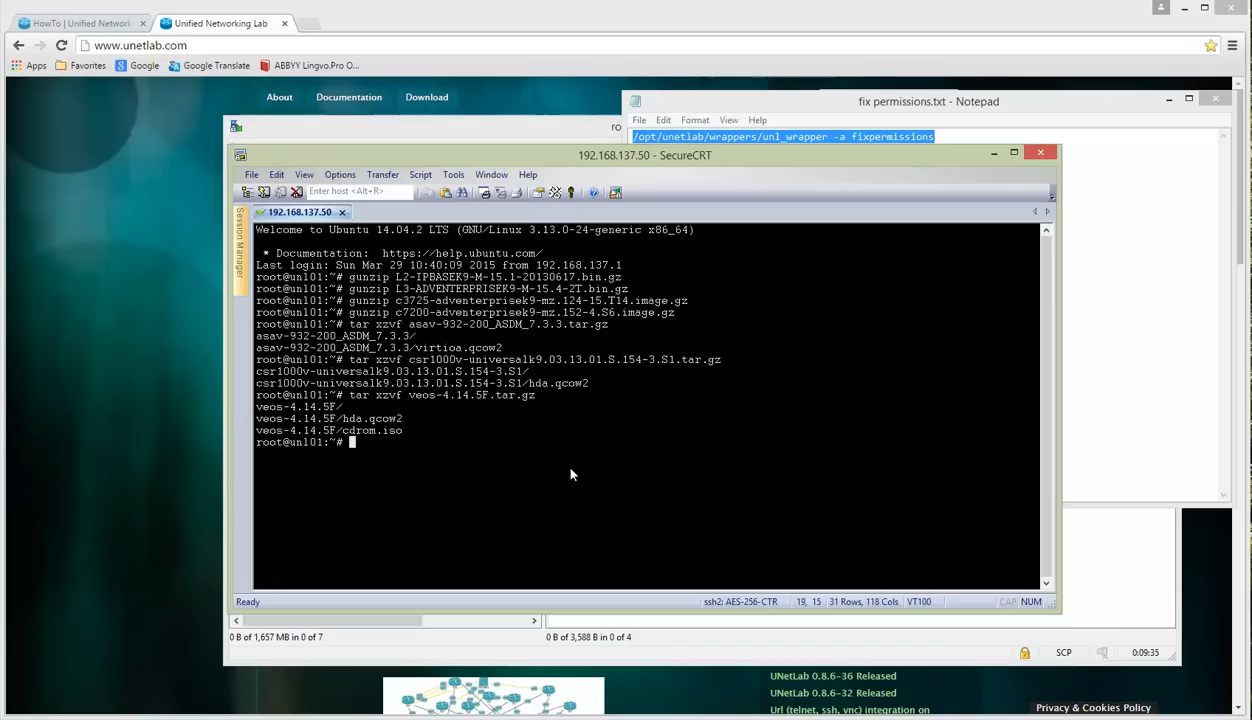 HowTo | Unified Network
Unified Networking Lab
www.unetlab.com
Apps Favorites Google Google Translate ABBYY Lingvo.Pro O...
About Documentation Download
fix permissions.txt - Notepad
File Edit Format View Help
/opt/unetlab/wrappers/unl_wrapper -a fixpermissions
ro
192.168.137.50 - SecureCRT
File Edit View Options Transfer Script Tools Window Help
Enter host <Alt+R>
192.168.137.50
Session Manager
Welcome to Ubuntu 14.04.2 LTS (GNU/Linux 3.13.0-24-generic x86_64)
* Documentation:  https://help.ubuntu.com/
Last login: Sun Mar 29 10:40:09 2015 from 192.168.137.1
root@unl01:~# gunzip L2-IPBASEK9-M-15.1-20130617.bin.gz
root@unl01:~# gunzip L3-ADVENTERPRISEK9-M-15.4-2T.bin.gz
root@unl01:~# gunzip c3725-adventerprisek9-mz.124-15.T14.image.gz
root@unl01:~# gunzip c7200-adventerprisek9-mz.152-4.S6.image.gz
root@unl01:~# tar xzvf asav-932-200_ASDM_7.3.3.tar.gz
asav-932-200_ASDM_7.3.3/
asav-932-200_ASDM_7.3.3/virtioa.qcow2
root@unl01:~# tar xzvf csr1000v-universalk9.03.13.01.S.154-3.S1.tar.gz
csr1000v-universalk9.03.13.01.S.154-3.S1/
csr1000v-universalk9.03.13.01.S.154-3.S1/hda.qcow2
root@unl01:~# tar xzvf veos-4.14.5F.tar.gz
veos-4.14.5F/
veos-4.14.5F/hda.qcow2
veos-4.14.5F/cdrom.iso
root@unl01:~#
Ready ssh2: AES-256-CTR 19, 15 31 Rows, 118 Cols VT100 CAP NUM
0 B of 1,657 MB in 0 of 7 0 B of 3,588 B in 0 of 4
SCP 0:09:35
UNetLab 0.8.6-36 Released
UNetLab 0.8.6-32 Released
Url (telnet, ssh, vnc) integration on
Privacy & Cookies Policy